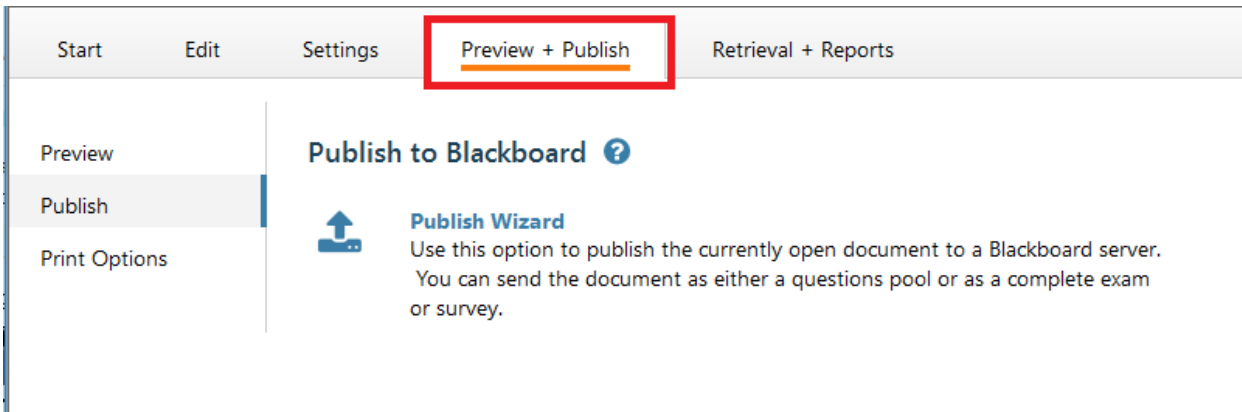 Start Edit Settings Preview + Publish Retrieval + Reports
Preview
Publish
Print Options
Publish to Blackboard ?
Publish Wizard
Use this option to publish the currently open document to a Blackboard server.
You can send the document as either a questions pool or as a complete exam
or survey.